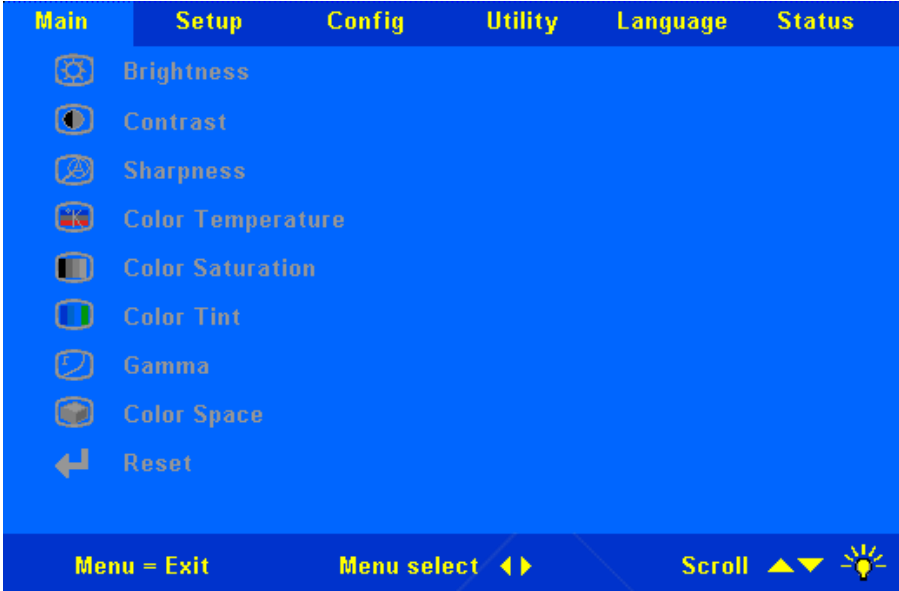 Main Setup Config Utility Language Status
Brightness
Contrast
Sharpness
°K Color Temperature
Color Saturation
Color Tint
Gamma
Color Space
Reset
Menu = Exit Menu select Scroll